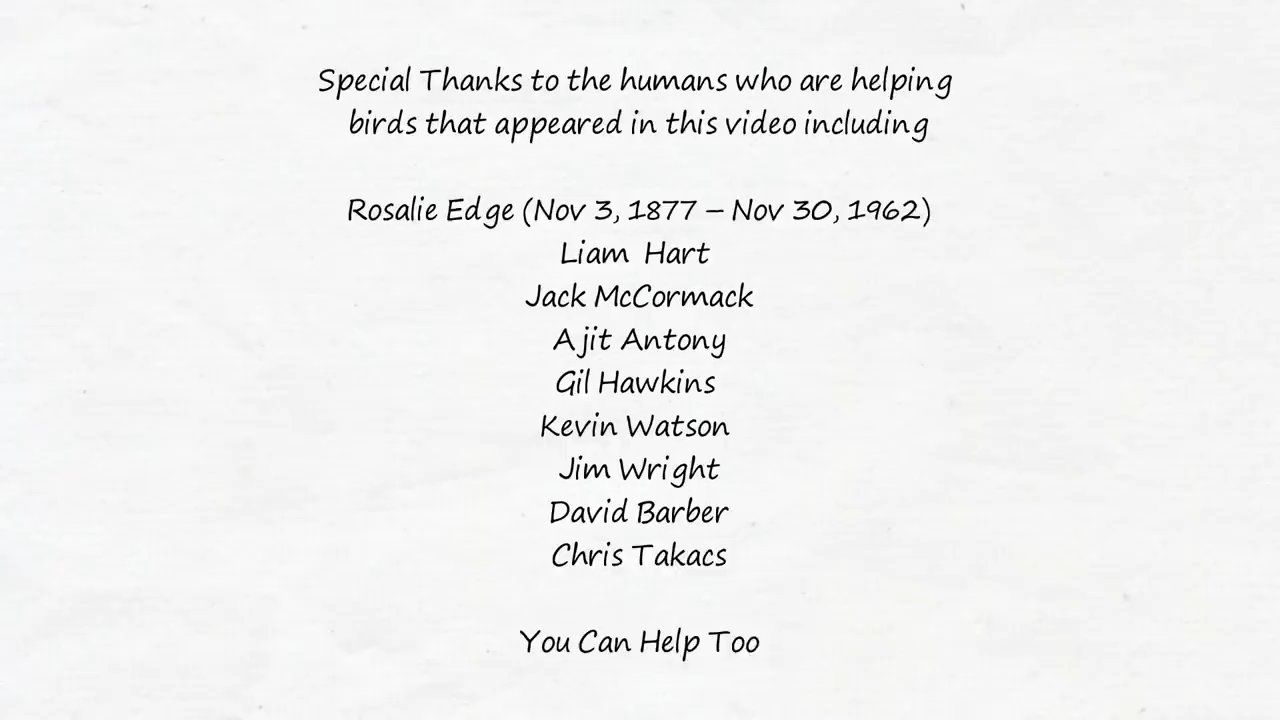 Special Thanks to the humans who are helping
birds that appeared in this video including
Rosalie Edge (Nov 3, 1877 – Nov 30, 1962)
Liam Hart
Jack McCormack
Ajit Antony
Gil Hawkins
Kevin Watson
Jim Wright
David Barber
Chris Takacs
You Can Help Too